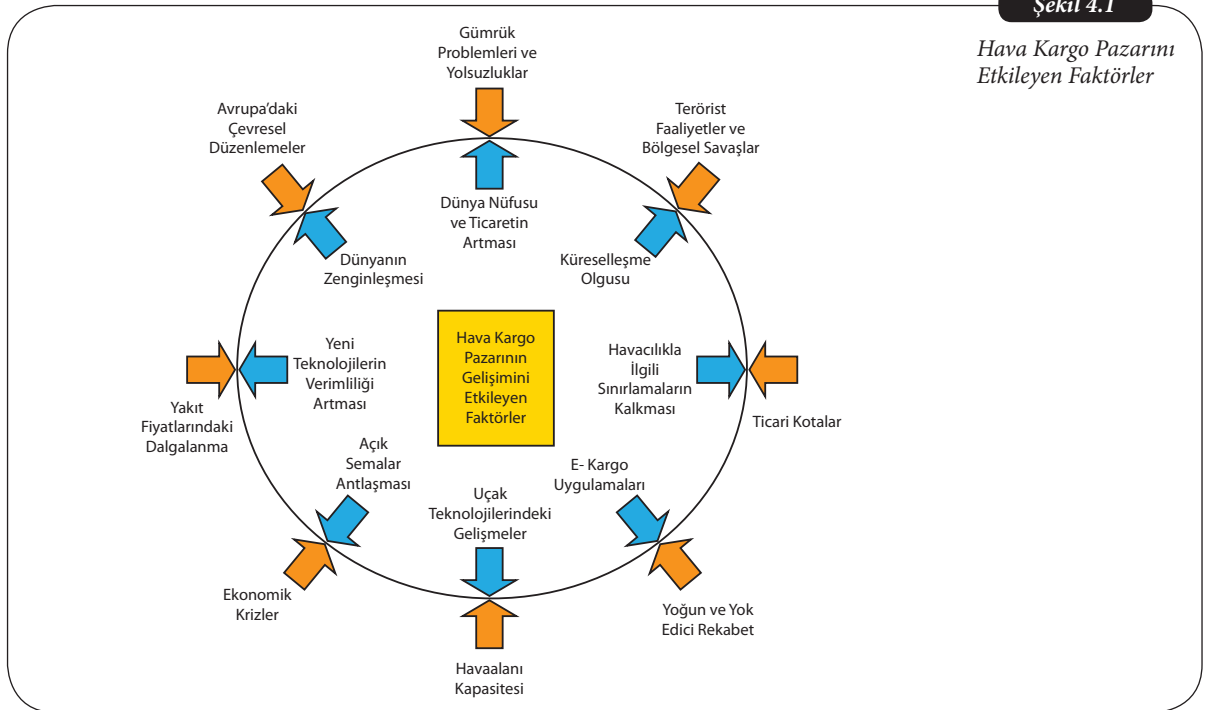 Şekil 4.1
Hava Kargo Pazarını
Etkileyen Faktörler
Gümrük
Problemleri ve
Yolsuzluklar
Avrupa'daki
Çevresel
Düzenlemeler
Terörist
Faaliyetler ve
Bölgesel Savaşlar
Dünya Nüfusu
ve Ticaretin
Artması
Dünyanın
Zenginleşmesi
Küreselleşme
Olgusu
Yeni
Teknolojilerin
Verimliliği
Artması
Hava Kargo
Pazarının
Gelişimini
Etkileyen
Faktörler
Havacılıkla
İlgili
Sınırlamaların
Kalkması
Yakıt
Fiyatlarındaki
Dalgalanma
Ticari Kotalar
Açık
Semalar
Antlaşması
Uçak
Teknolojilerindeki
Gelişmeler
E- Kargo
Uygulamaları
Ekonomik
Krizler
Havaalanı
Kapasitesi
Yoğun ve Yok
Edici Rekabet